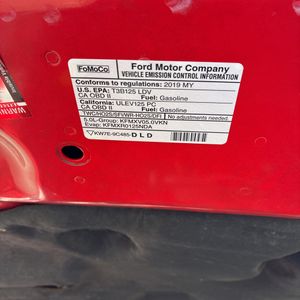 FoMoCo
Ford Motor Company
VEHICLE EMISSION CONTROL INFORMATION
Conforms to regulations: 2019 MY
U.S. EPA: T3B125 LDV
CA OBD II Fuel: Gasoline
California: ULEV125 PC
CA OBD II Fuel: Gasoline
TWC/HO2S/SFI/WR-HO2S/DFI No adjustments needed.
5.0L-Group: KFMXV05.0VKN
Evap: KFMXR0125NDA
KW7E-9C485-D L D
WARNING